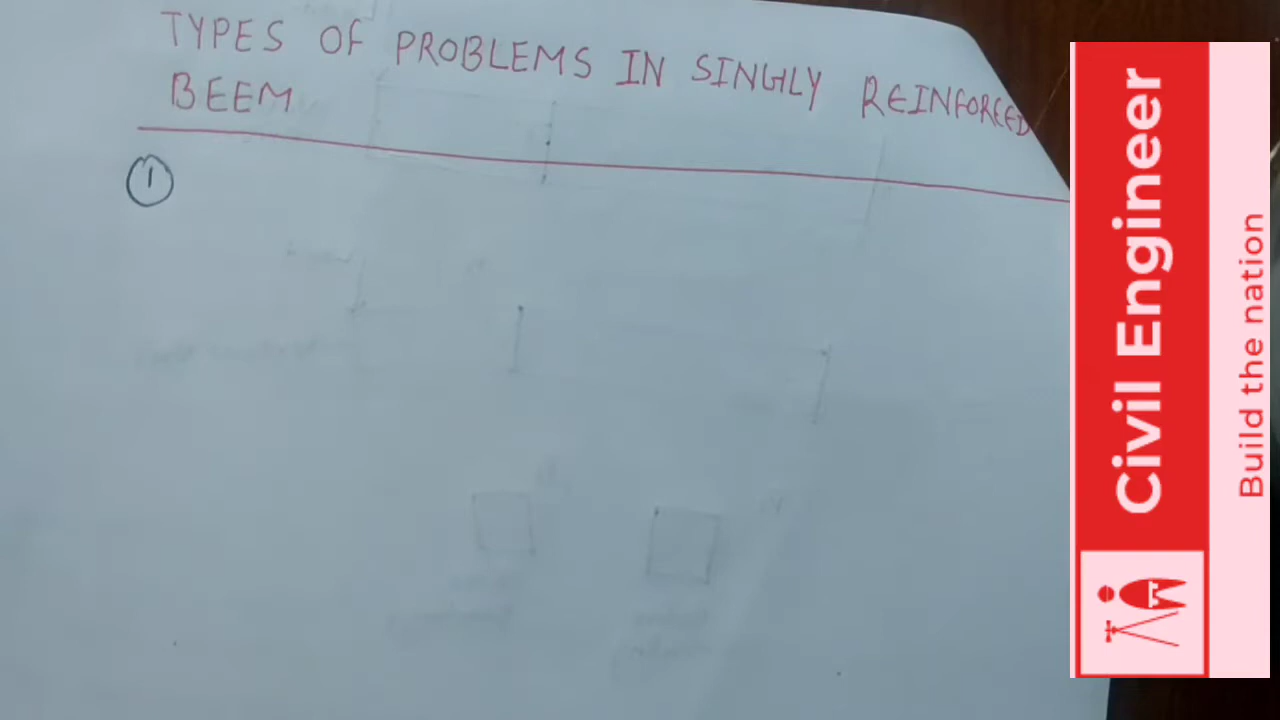 TYPES OF PROBLEMS IN SINGLY REINFORCED
BEEM
1
Civil Engineer
Build the nation